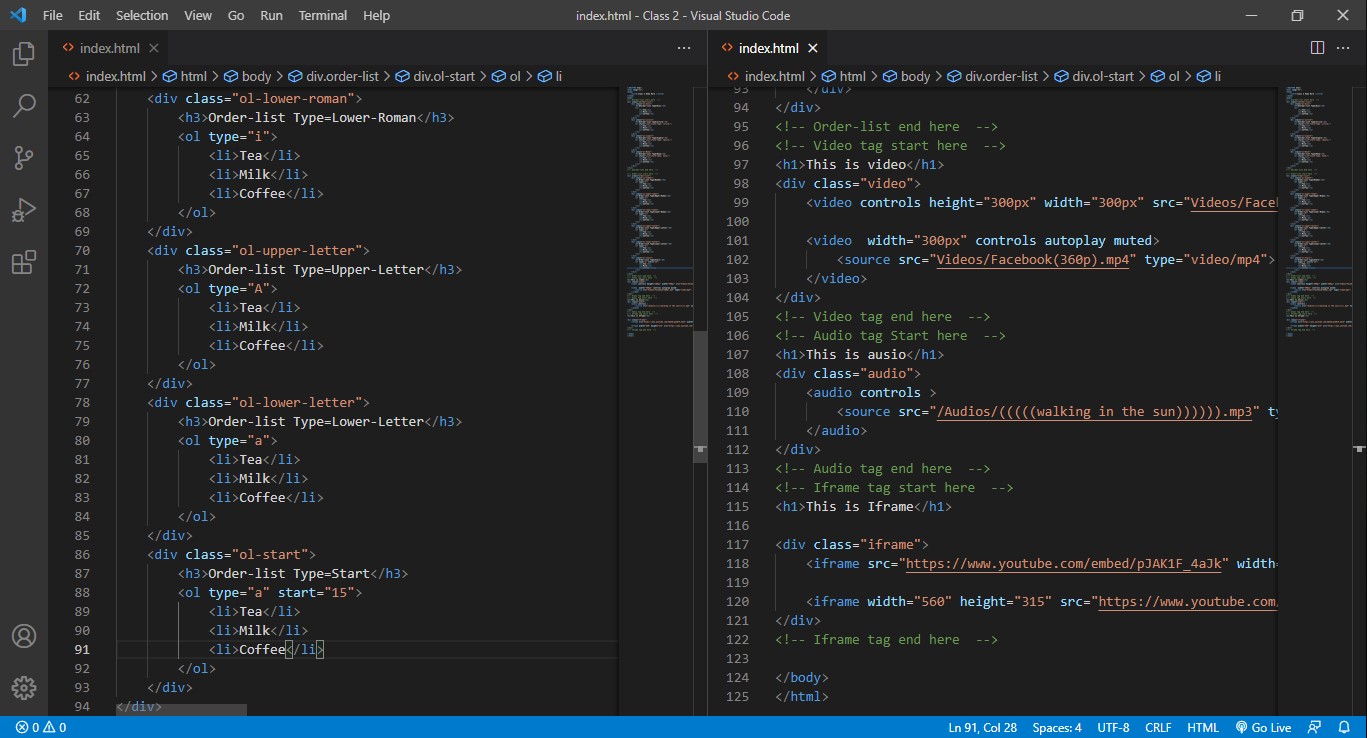 File Edit Selection View Go Run Terminal Help index.html - Class 2 - Visual Studio Code
index.html
index.html > html > body > div.order-list > div.ol-start > ol > li
62 <div class="ol-lower-roman">
63 <h3>Order-list Type=Lower-Roman</h3>
64 <ol type="i">
65 <li>Tea</li>
66 <li>Milk</li>
67 <li>Coffee</li>
68 </ol>
69 </div>
70 <div class="ol-upper-letter">
71 <h3>Order-list Type=Upper-Letter</h3>
72 <ol type="A">
73 <li>Tea</li>
74 <li>Milk</li>
75 <li>Coffee</li>
76 </ol>
77 </div>
78 <div class="ol-lower-letter">
79 <h3>Order-list Type=Lower-Letter</h3>
80 <ol type="a">
81 <li>Tea</li>
82 <li>Milk</li>
83 <li>Coffee</li>
84 </ol>
85 </div>
86 <div class="ol-start">
87 <h3>Order-list Type=Start</h3>
88 <ol type="a" start="15">
89 <li>Tea</li>
90 <li>Milk</li>
91 <li>Coffee</li>
92 </ol>
93 </div>
94 </div>
index.html
index.html > html > body > div.order-list > div.ol-start > ol > li
93 </div>
94 </div>
95 <!-- Order-list end here  -->
96 <!-- Video tag start here  -->
97 <h1>This is video</h1>
98 <div class="video">
99 <video controls height="300px" width="300px" src="Videos/Face
100
101 <video  width="300px" controls autoplay muted>
102 <source src="Videos/Facebook(360p).mp4" type="video/mp4">
103 </video>
104 </div>
105 <!-- Video tag end here  -->
106 <!-- Audio tag Start here  -->
107 <h1>This is ausio</h1>
108 <div class="audio">
109 <audio controls >
110 <source src="/Audios/(((((walking in the sun)))))).mp3" ty
111 </audio>
112 </div>
113 <!-- Audio tag end here  -->
114 <!-- Iframe tag start here  -->
115 <h1>This is Iframe</h1>
116
117 <div class="iframe">
118 <iframe src="https://www.youtube.com/embed/pJAK1F_4aJk" width=
119
120 <iframe width="560" height="315" src="https://www.youtube.com
121 </div>
122 <!-- Iframe tag end here  -->
123
124 </body>
125 </html>
0 0 Ln 91, Col 28 Spaces: 4 UTF-8 CRLF HTML Go Live